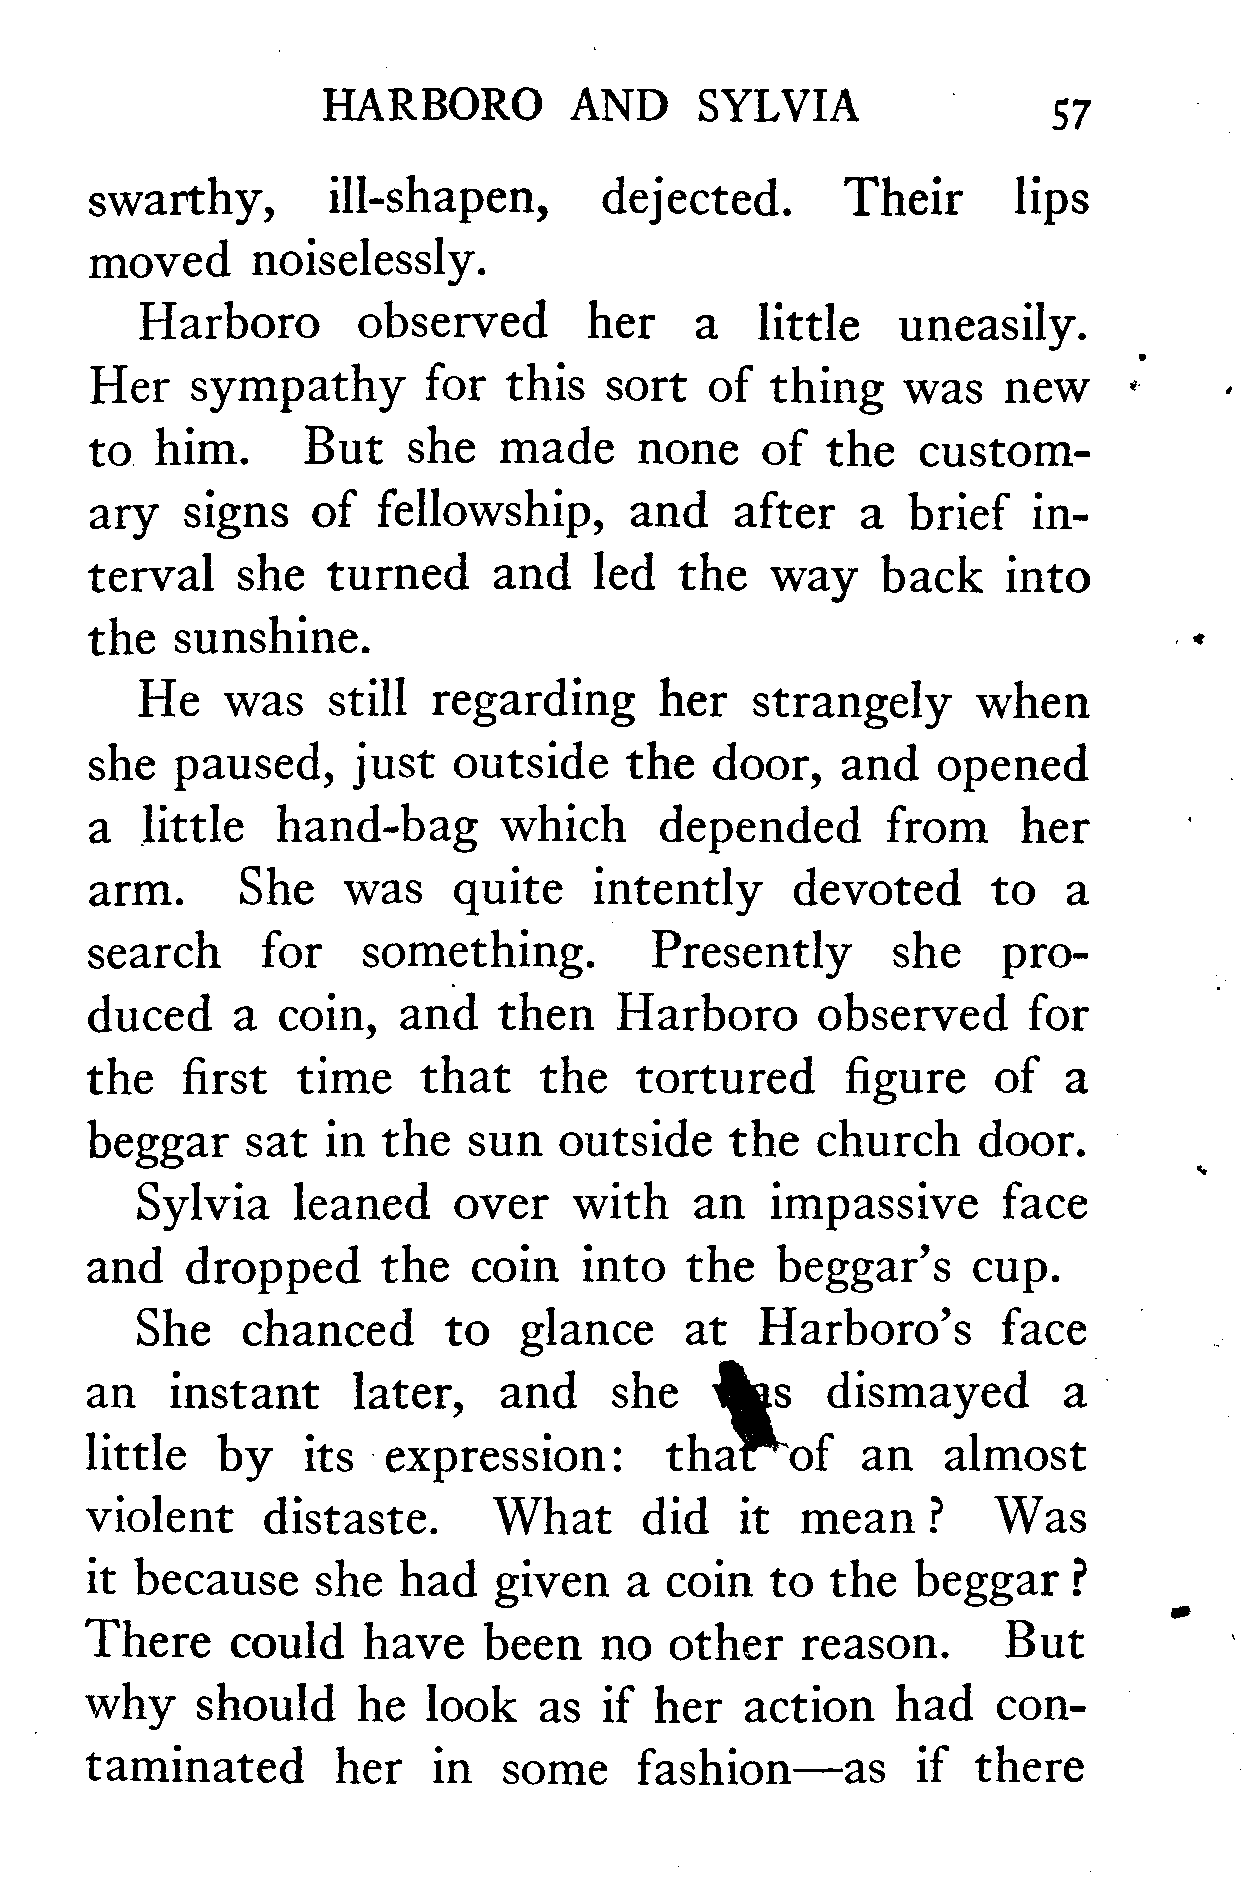 HARBORO AND SYLVIA 57
swarthy, ill-shapen, dejected. Their lips
moved noiselessly.
Harboro observed her a little uneasily.
Her sympathy for this sort of thing was new
to him. But she made none of the custom-
ary signs of fellowship, and after a brief in-
terval she turned and led the way back into
the sunshine.
He was still regarding her strangely when
she paused, just outside the door, and opened
a little hand-bag which depended from her
arm. She was quite intently devoted to a
search for something. Presently she pro-
duced a coin, and then Harboro observed for
the first time that the tortured figure of a
beggar sat in the sun outside the church door.
Sylvia leaned over with an impassive face
and dropped the coin into the beggar's cup.
She chanced to glance at Harboro's face
an instant later, and she was dismayed a
little by its expression: that of an almost
violent distaste. What did it mean? Was
it because she had given a coin to the beggar?
There could have been no other reason. But
why should he look as if her action had con-
taminated her in some fashion—as if there